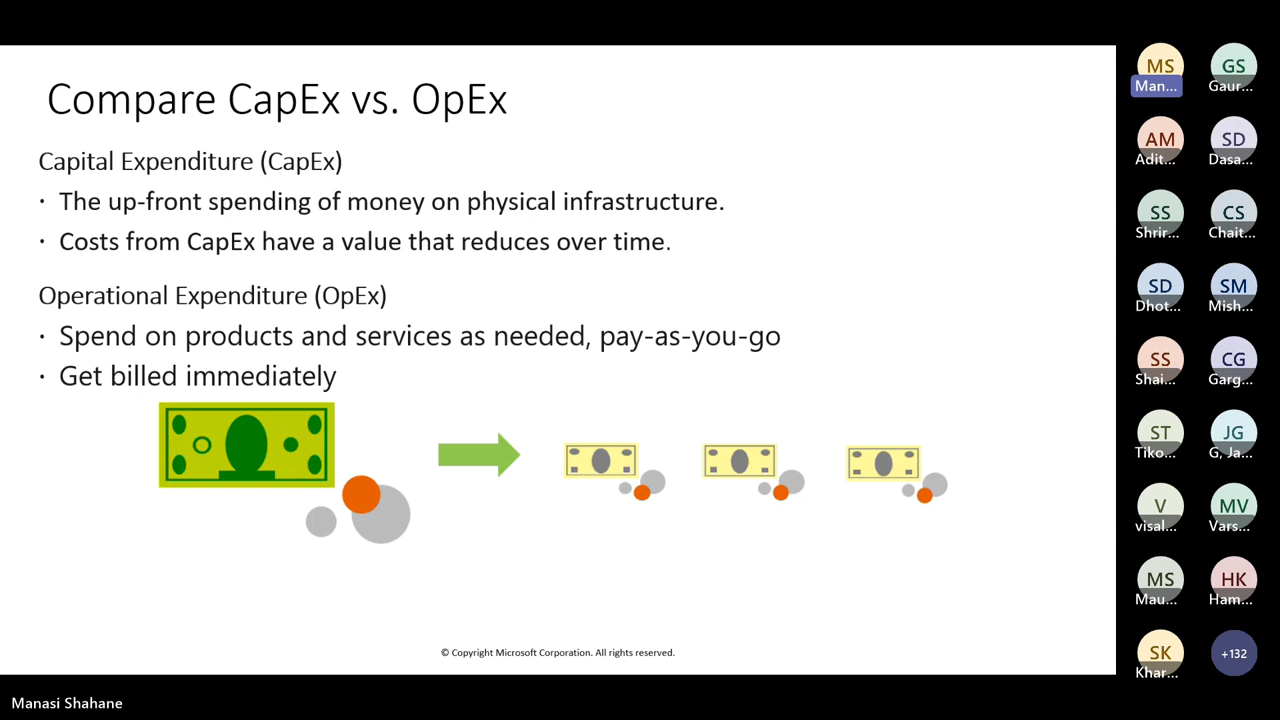 Compare CapEx vs. OpEx
Capital Expenditure (CapEx)
• The up-front spending of money on physical infrastructure.
• Costs from CapEx have a value that reduces over time.
Operational Expenditure (OpEx)
• Spend on products and services as needed, pay-as-you-go
• Get billed immediately
© Copyright Microsoft Corporation. All rights reserved.
Manasi Shahane
MS GS
Man... Gaur...
AM SD
Adit... Dasa...
SS CS
Shrir... Chait...
SD SM
Dhot... Mish...
SS CG
Shai... Garg...
ST JG
Tiko... G, Ja...
V MV
visal... Vars...
MS HK
Mau... Ham...
SK +132
Khar...